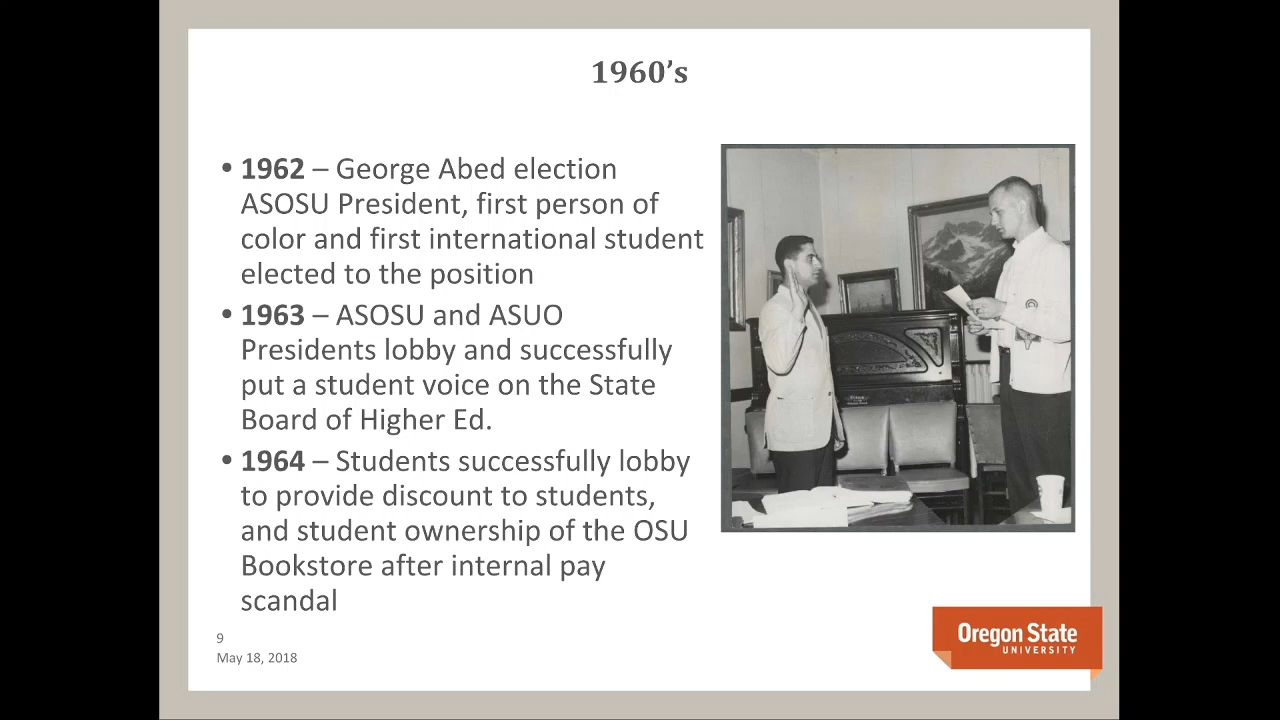 1960’s
• 1962 – George Abed election
ASOSU President, first person of
color and first international student
elected to the position
• 1963 – ASOSU and ASUO
Presidents lobby and successfully
put a student voice on the State
Board of Higher Ed.
• 1964 – Students successfully lobby
to provide discount to students,
and student ownership of the OSU
Bookstore after internal pay
scandal
9
May 18, 2018
Oregon State
UNIVERSITY